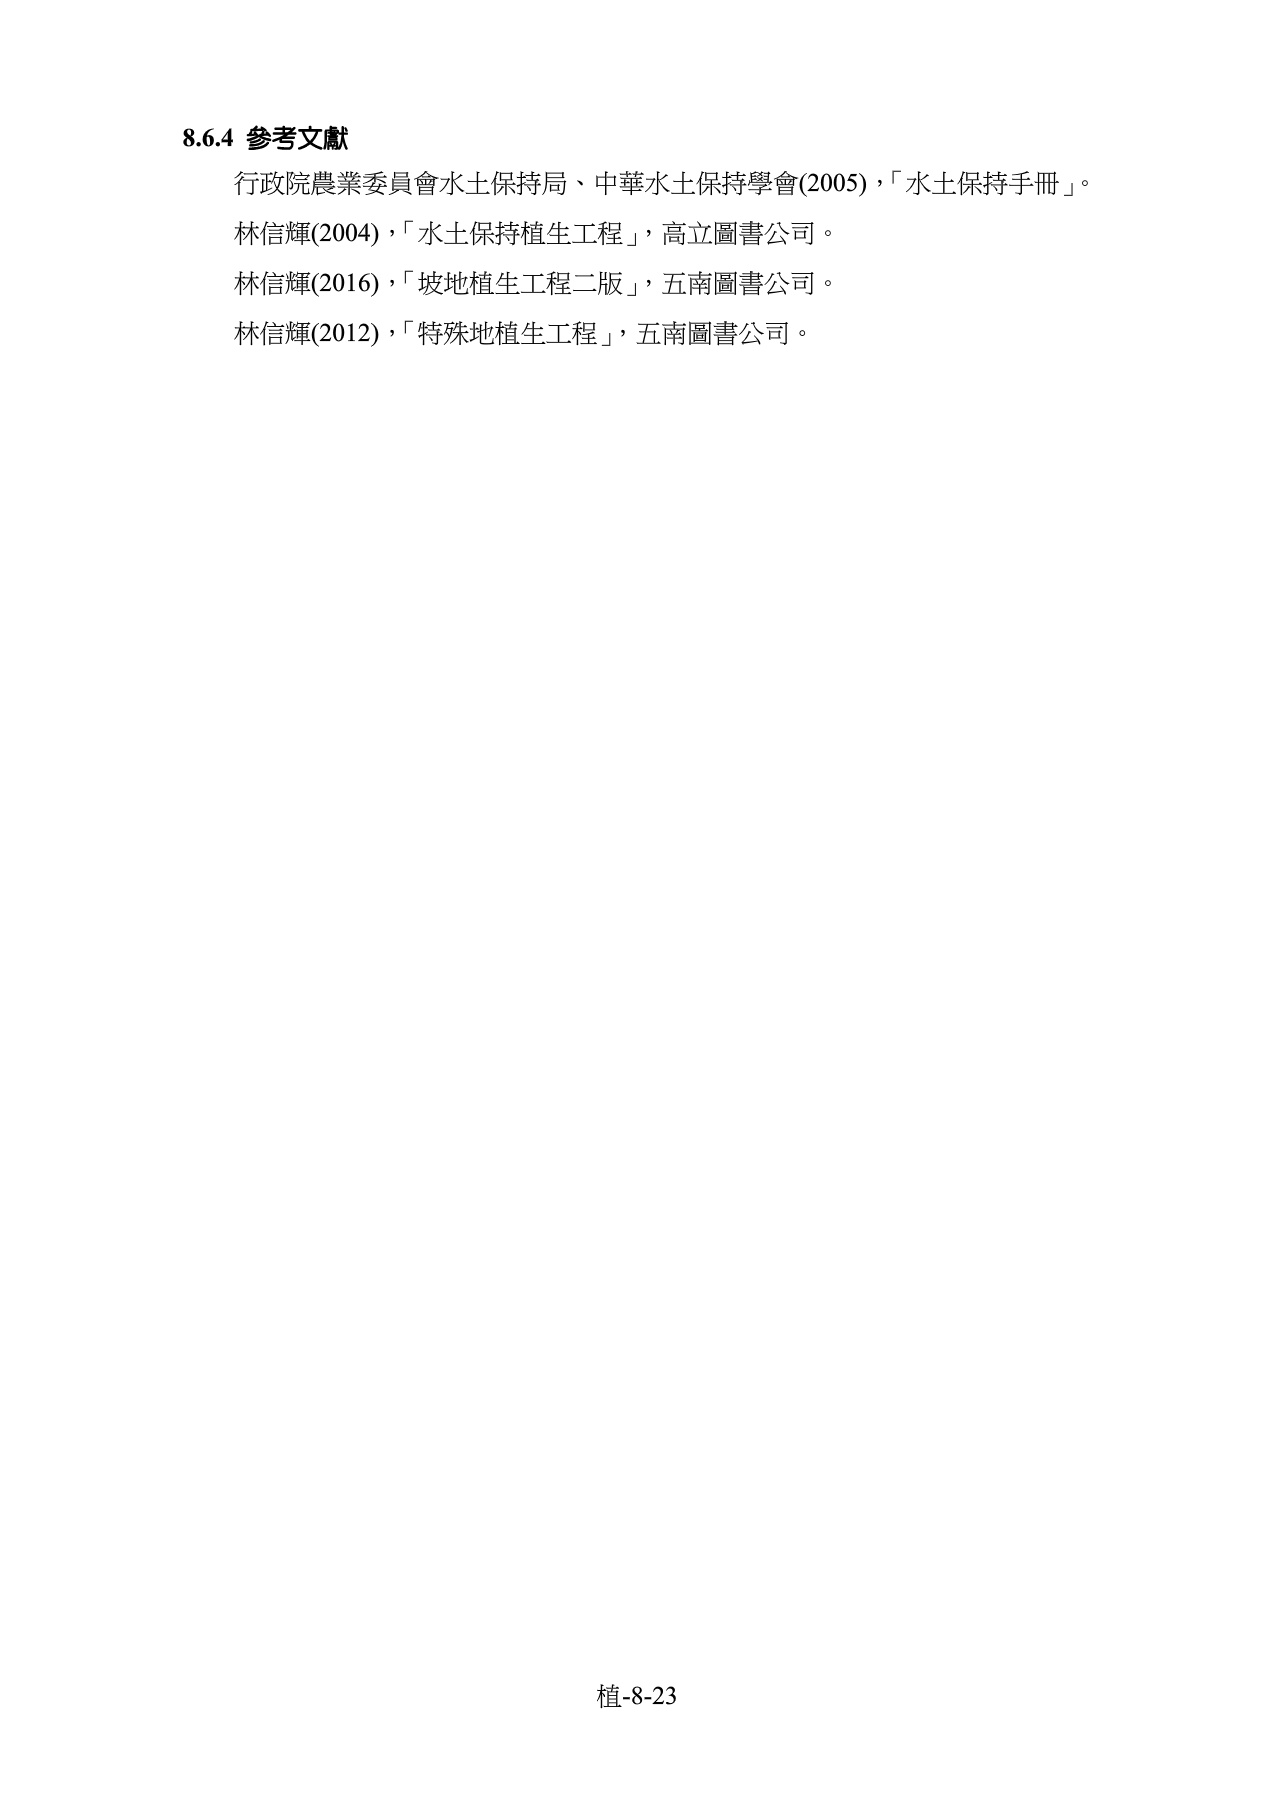 8.6.4 參考文獻
行政院農業委員會水土保持局、中華水土保持學會(2005)，「水土保持手冊」。
林信輝(2004)，「水土保持植生工程」，高立圖書公司。
林信輝(2016)，「坡地植生工程二版」，五南圖書公司。
林信輝(2012)，「特殊地植生工程」，五南圖書公司。
植-8-23